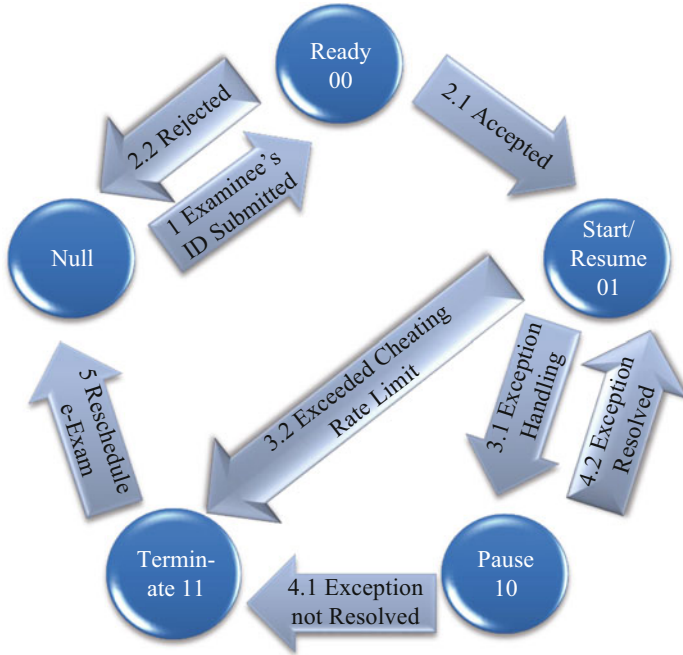 Ready
00
2.2 Rejected
2.1 Accepted
1 Examinee’s
ID Submitted
Null
Start/
Resume
01
3.2 Exceeded Cheating
Rate Limit
3.1 Exception
Handling
4.2 Exception
Resolved
5 Reschedule
e-Exam
Termin-
ate 11
4.1 Exception
not Resolved
Pause
10